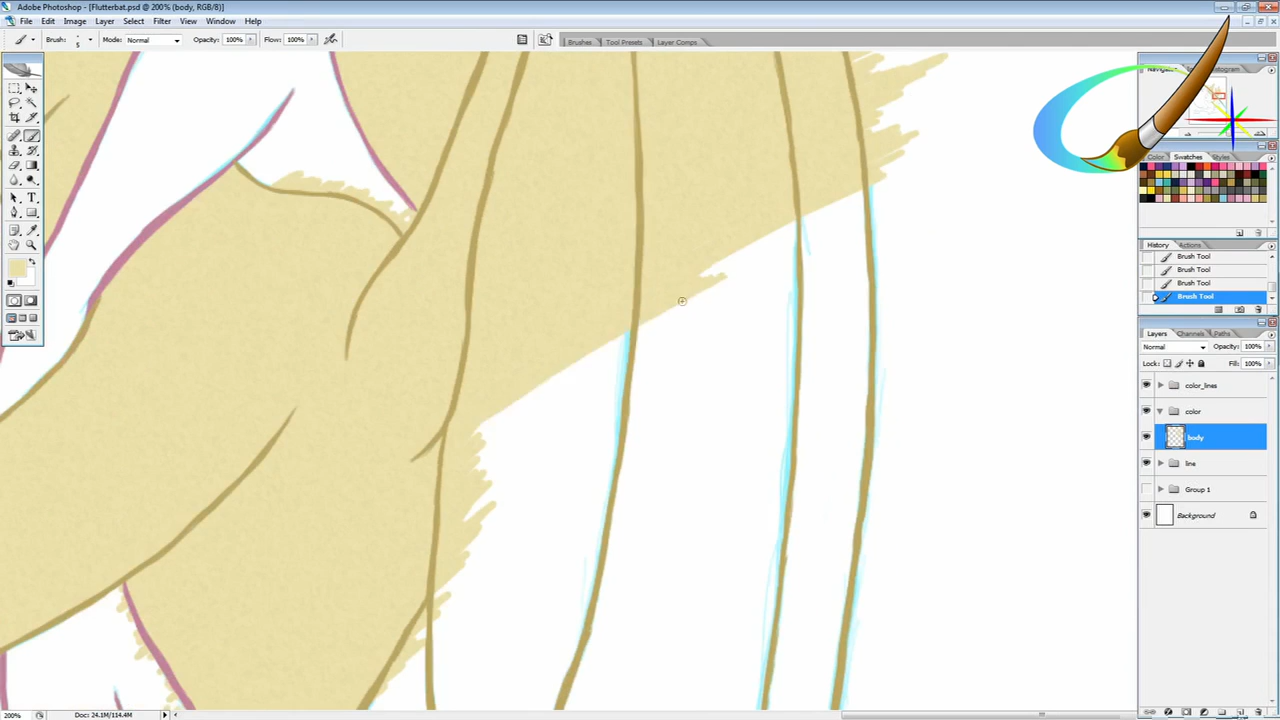 Adobe Photoshop - [Flutterbat.psd @ 200% (body, RGB/8)]
File Edit Image Layer Select Filter View Window Help
Brush: 5 Mode: Normal Opacity: 100% Flow: 100% Brushes Tool Presets Layer Comps
Color Swatches Styles
History Actions
Brush Tool
Brush Tool
Brush Tool
Brush Tool
Layers Channels Paths
Normal Opacity: 100%
Lock: Fill: 100%
color_lines
color
body
line
Group 1
Background
200% Doc: 24.1M/114.4M